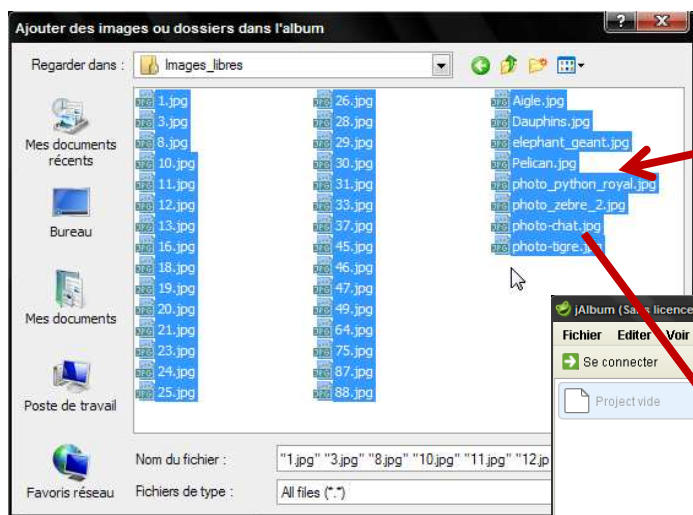 Ajouter des images ou dossiers dans l'album
Regarder dans :
Images_libres
Mes documents
récents
Bureau
Mes documents
Poste de travail
Favoris réseau
1.jpg
3.jpg
8.jpg
10.jpg
11.jpg
12.jpg
13.jpg
16.jpg
18.jpg
19.jpg
20.jpg
21.jpg
23.jpg
24.jpg
25.jpg
26.jpg
28.jpg
29.jpg
30.jpg
31.jpg
33.jpg
37.jpg
45.jpg
46.jpg
47.jpg
49.jpg
64.jpg
75.jpg
87.jpg
88.jpg
Aigle.jpg
Dauphins.jpg
elephant_geant.jpg
Pelican.jpg
photo_python_royal.jpg
photo_zebre_2.jpg
photo-chat.jpg
photo-tigre.jpg
Nom du fichier :
"1.jpg" "3.jpg" "8.jpg" "10.jpg" "11.jpg" "12.jp
Fichiers de type :
All files (*.*)
jAlbum (Sans licence
Fichier Editer Voir
Se connecter
Project vide